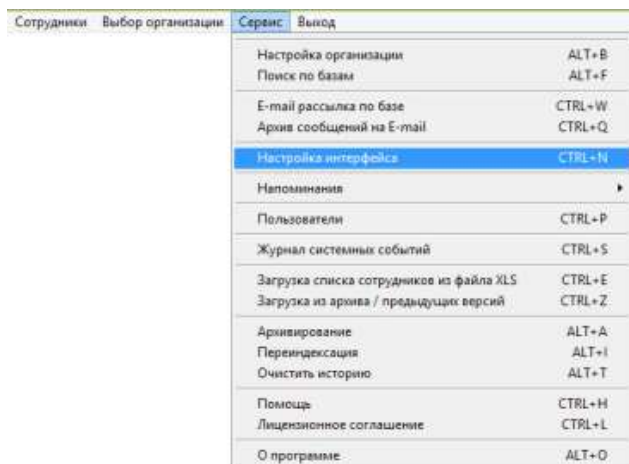 Сотрудники Выбор организации Сервис Выход
Настройка организации ALT+B
Поиск по базам ALT+F
E-mail рассылка по базе CTRL+W
Архив сообщений на E-mail CTRL+Q
Настройка интерфейса CTRL+N
Напоминания
Пользователи CTRL+P
Журнал системных событий CTRL+S
Загрузка списка сотрудников из файла XLS CTRL+E
Загрузка из архива / предыдущих версий CTRL+Z
Архивирование ALT+A
Переиндексация ALT+I
Очистить историю ALT+T
Помощь CTRL+H
Лицензионное соглашение CTRL+L
О программе ALT+O